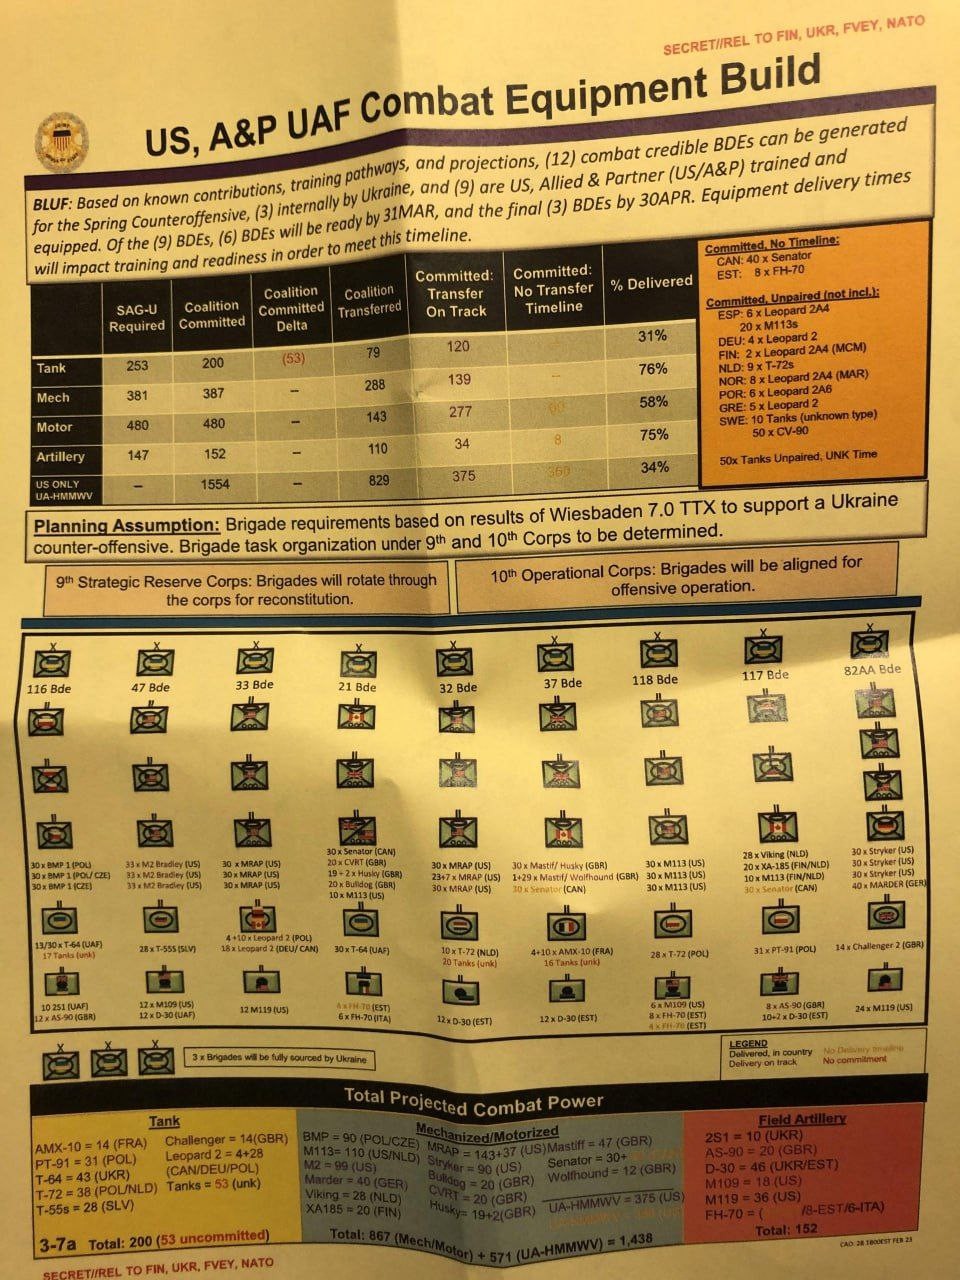 SECRET//REL TO FIN, UKR, FVEY, NATO
US, A&P UAF Combat Equipment Build
BLUF: Based on known contributions, training pathways, and projections, (12) combat credible BDEs can be generated
for the Spring Counteroffensive, (3) internally by Ukraine, and (9) are US, Allied & Partner (US/A&P) trained and
equipped. Of the (9) BDEs, (6) BDEs will be ready by 31MAR, and the final (3) BDEs by 30APR. Equipment delivery times
will impact training and readiness in order to meet this timeline.
SAG-U Required | Coalition Committed | Coalition Committed Delta | Coalition Transferred | Committed: Transfer On Track | Committed: No Transfer Timeline | % Delivered
Tank 253 200 (53) 79 120 31%
Mech 381 387 – 288 139 – 76%
Motor 480 480 – 143 277 60 58%
Artillery 147 152 – 110 34 8 75%
US ONLY UA-HMMWV – 1554 – 829 375 350 34%
Committed, No Timeline:
CAN: 40 x Senator
EST: 8 x FH-70
Committed, Unpaired (not incl.):
ESP: 6 x Leopard 2A4
20 x M113s
DEU: 4 x Leopard 2
FIN: 2 x Leopard 2A4 (MCM)
NLD: 9 x T-72s
NOR: 8 x Leopard 2A4 (MAR)
POR: 6 x Leopard 2A6
GRE: 5 x Leopard 2
SWE: 10 Tanks (unknown type)
50 x CV-90
50x Tanks Unpaired, UNK Time
Planning Assumption: Brigade requirements based on results of Wiesbaden 7.0 TTX to support a Ukraine
counter-offensive. Brigade task organization under 9th and 10th Corps to be determined.
9th Strategic Reserve Corps: Brigades will rotate through
the corps for reconstitution.
10th Operational Corps: Brigades will be aligned for
offensive operation.
116 Bde 47 Bde 33 Bde 21 Bde 32 Bde 37 Bde 118 Bde 117 Bde 82AA Bde
30 x BMP 1 (POL)
30 x BMP 1 (POL/ CZE)
30 x BMP 1 (CZE)
33 x M2 Bradley (US)
33 x M2 Bradley (US)
33 x M2 Bradley (US)
30 x MRAP (US)
30 x MRAP (US)
30 x MRAP (US)
30 x Senator (CAN)
20 x CVRT (GBR)
19 + 2 x Husky (GBR)
20 x Bulldog (GBR)
10 x M113 (US)
30 x MRAP (US)
23+7 x MRAP (US)
30 x MRAP (US)
30 x Mastif/ Husky (GBR)
1+29 x Mastif/ Wolfhound (GBR)
30 x Senator (CAN)
30 x M113 (US)
30 x M113 (US)
30 x M113 (US)
28 x Viking (NLD)
20 x XA-185 (FIN/NLD)
10 x M113 (FIN/NLD)
30 x Senator (CAN)
30 x Stryker (US)
30 x Stryker (US)
30 x Stryker (US)
40 x MARDER (GER)
13/30 x T-64 (UAF)
17 Tanks (unk)
28 x T-55S (SLV)
4+10 x Leopard 2 (POL)
18 x Leopard 2 (DEU/ CAN)
30 x T-64 (UAF)
10 x T-72 (NLD)
20 Tanks (unk)
4+10 x AMX-10 (FRA)
16 Tanks (unk)
28 x T-72 (POL)
31 x PT-91 (POL)
14 x Challenger 2 (GBR)
10 2S1 (UAF)
12 x AS-90 (GBR)
12 x M109 (US)
12 x D-30 (UAF)
12 M119 (US)
4 x FH-70 (EST)
6 x FH-70 (ITA)
12 x D-30 (EST)
12 x D-30 (EST)
6 x M109 (US)
8 x FH-70 (EST)
4 x FH-70 (EST)
8 x AS-90 (GBR)
10+2 x D-30 (EST)
24 x M119 (US)
3 x Brigades will be fully sourced by Ukraine
LEGEND
Delivered, in country No Delivery timeline
Delivery on track No commitment
Total Projected Combat Power
Tank
AMX-10 = 14 (FRA)
PT-91 = 31 (POL)
T-64 = 43 (UKR)
T-72 = 38 (POL/NLD)
T-55s = 28 (SLV)
Challenger = 14(GBR)
Leopard 2 = 4+28
(CAN/DEU/POL)
Tanks = 53 (unk)
3-7a Total: 200 (53 uncommitted)
Mechanized/Motorized
BMP = 90 (POL/CZE)
M113= 110 (US/NLD)
M2 = 99 (US)
Marder = 40 (GER)
Viking = 28 (NLD)
XA185 = 20 (FIN)
MRAP = 143+37 (US)
Stryker = 90 (US)
Bulldog = 20 (GBR)
CVRT = 20 (GBR)
Husky= 19+2(GBR)
Mastiff = 47 (GBR)
Senator = 30+
Wolfhound = 12 (GBR)
UA-HMMWV = 375 (US)
Total: 867 (Mech/Motor) + 571 (UA-HMMWV) = 1,438
Field Artillery
2S1 = 10 (UKR)
AS-90 = 20 (GBR)
D-30 = 46 (UKR/EST)
M109 = 18 (US)
M119 = 36 (US)
FH-70 = ( /8-EST/6-ITA)
Total: 152
CAO: 28 1800EST FEB 23
SECRET//REL TO FIN, UKR, FVEY, NATO